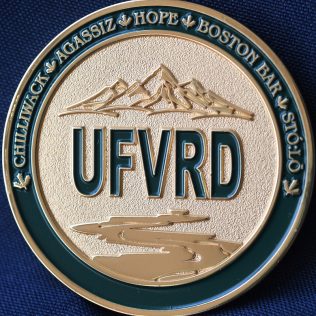 CHILLIWACK AGASSIZ HOPE BOSTON BAR STÓ:LŌ
UFVRD